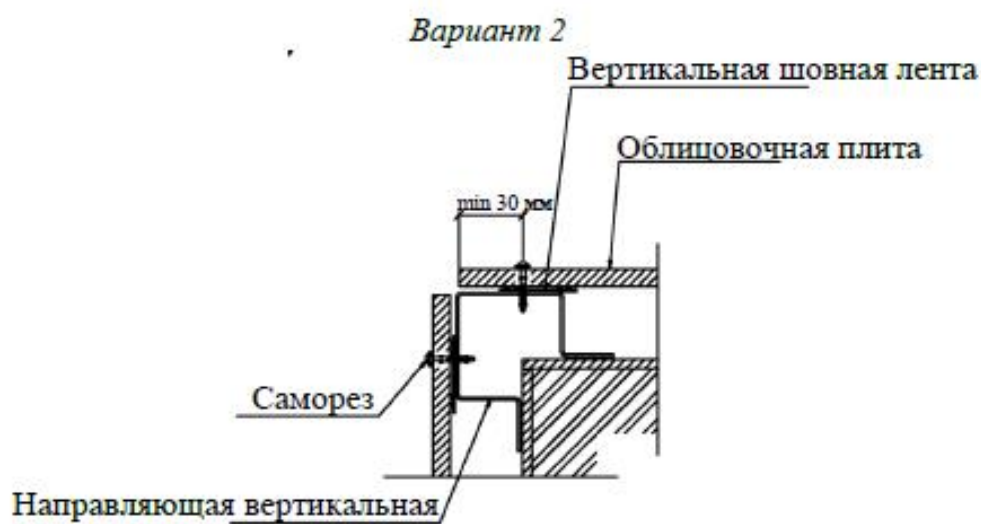 Вариант 2
Вертикальная шовная лента
Облицовочная плита
min 30 мм
Саморез
Направляющая вертикальная